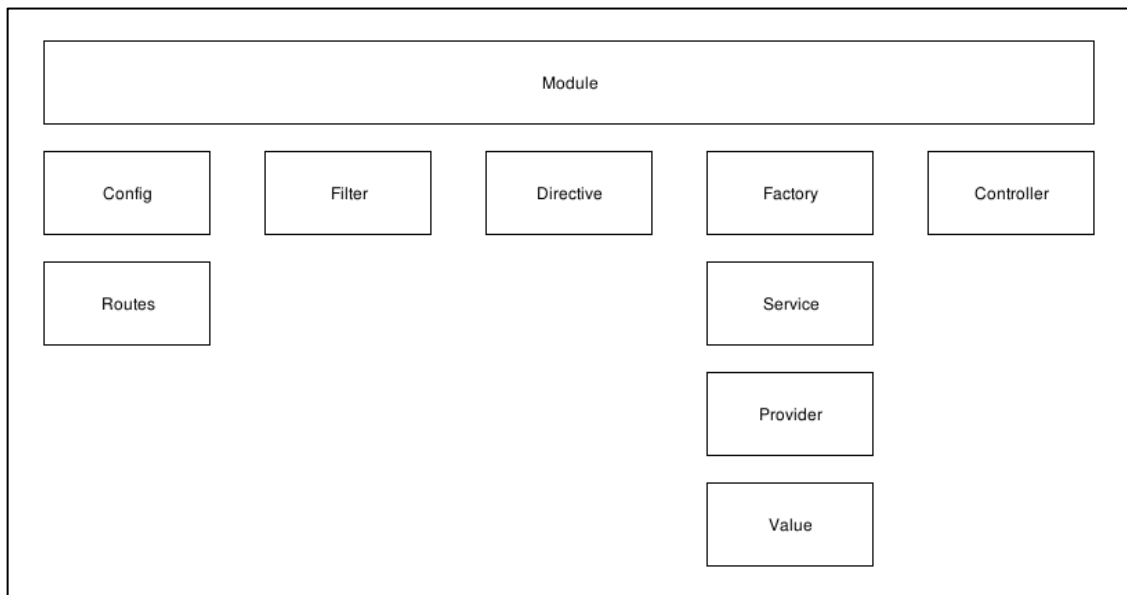 Module
Config
Filter
Directive
Factory
Controller
Routes
Service
Provider
Value